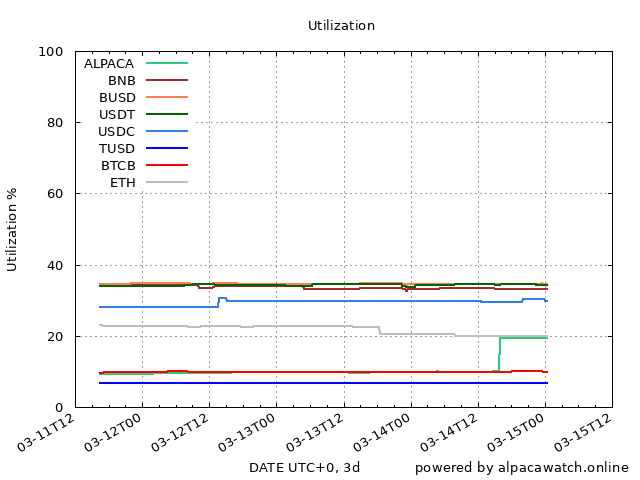 Utilization
100
80
60
40
20
0
Utilization %
ALPACA
BNB
BUSD
USDT
USDC
TUSD
BTCB
ETH
03-11T12
03-12T00
03-12T12
03-13T00
03-13T12
03-14T00
03-14T12
03-15T00
03-15T12
DATE UTC+0, 3d
powered by alpacawatch.online